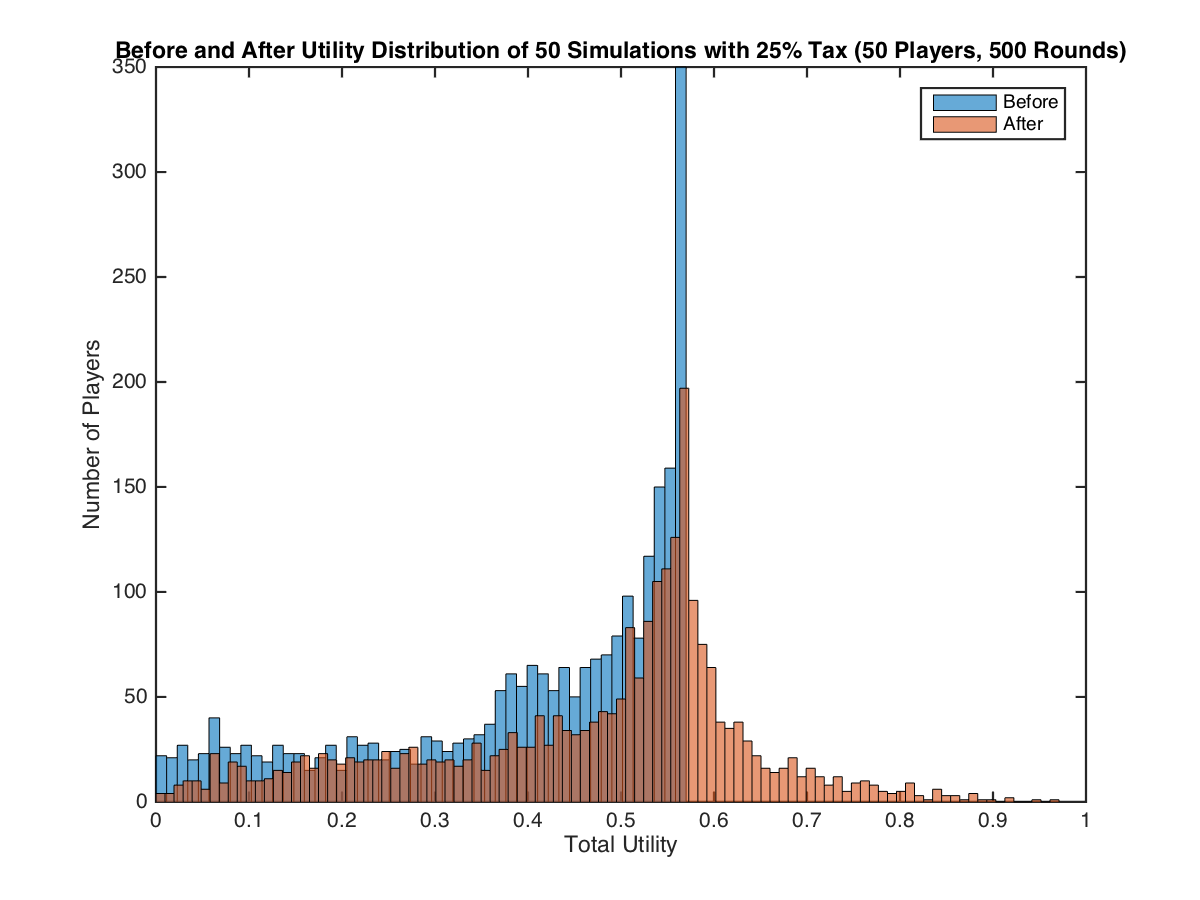 Before and After Utility Distribution of 50 Simulations with 25% Tax (50 Players, 500 Rounds)
350
300
250
200
150
100
50
0
Number of Players
Before
After
0 0.1 0.2 0.3 0.4 0.5 0.6 0.7 0.8 0.9 1
Total Utility